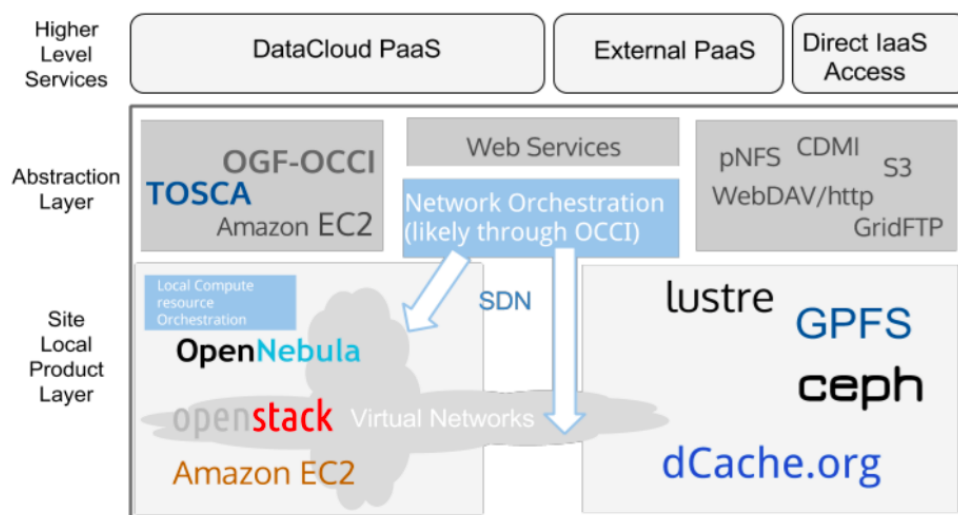 Higher
Level
Services
DataCloud PaaS
External PaaS
Direct IaaS
Access
Abstraction
Layer
OGF-OCCI
TOSCA
Amazon EC2
Web Services
Network Orchestration
(likely through OCCI)
pNFS
CDMI
S3
WebDAV/http
GridFTP
Site
Local
Product
Layer
Local Compute
resource
Orchestration
OpenNebula
openstack
Amazon EC2
SDN
Virtual Networks
lustre
GPFS
ceph
dCache.org